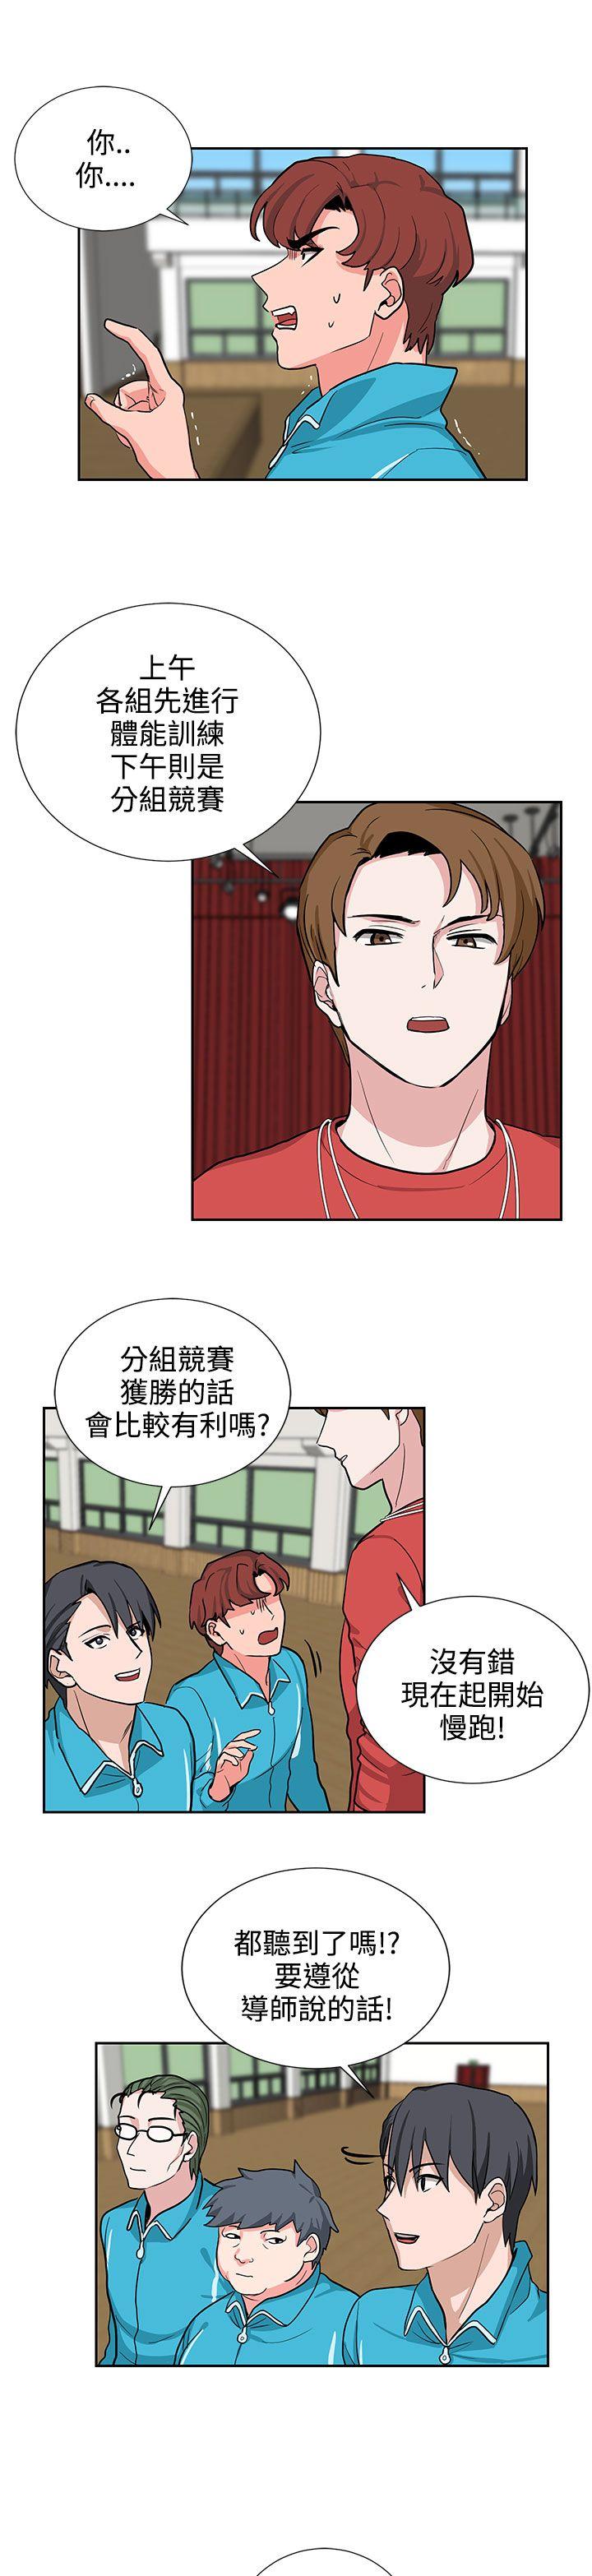 你..
你....
上午
各組先進行
體能訓練
下午則是
分組競賽
分組競賽
獲勝的話
會比較有利嗎?
沒有錯
現在起開始
慢跑!
都聽到了嗎!?
要遵從
導師說的話!